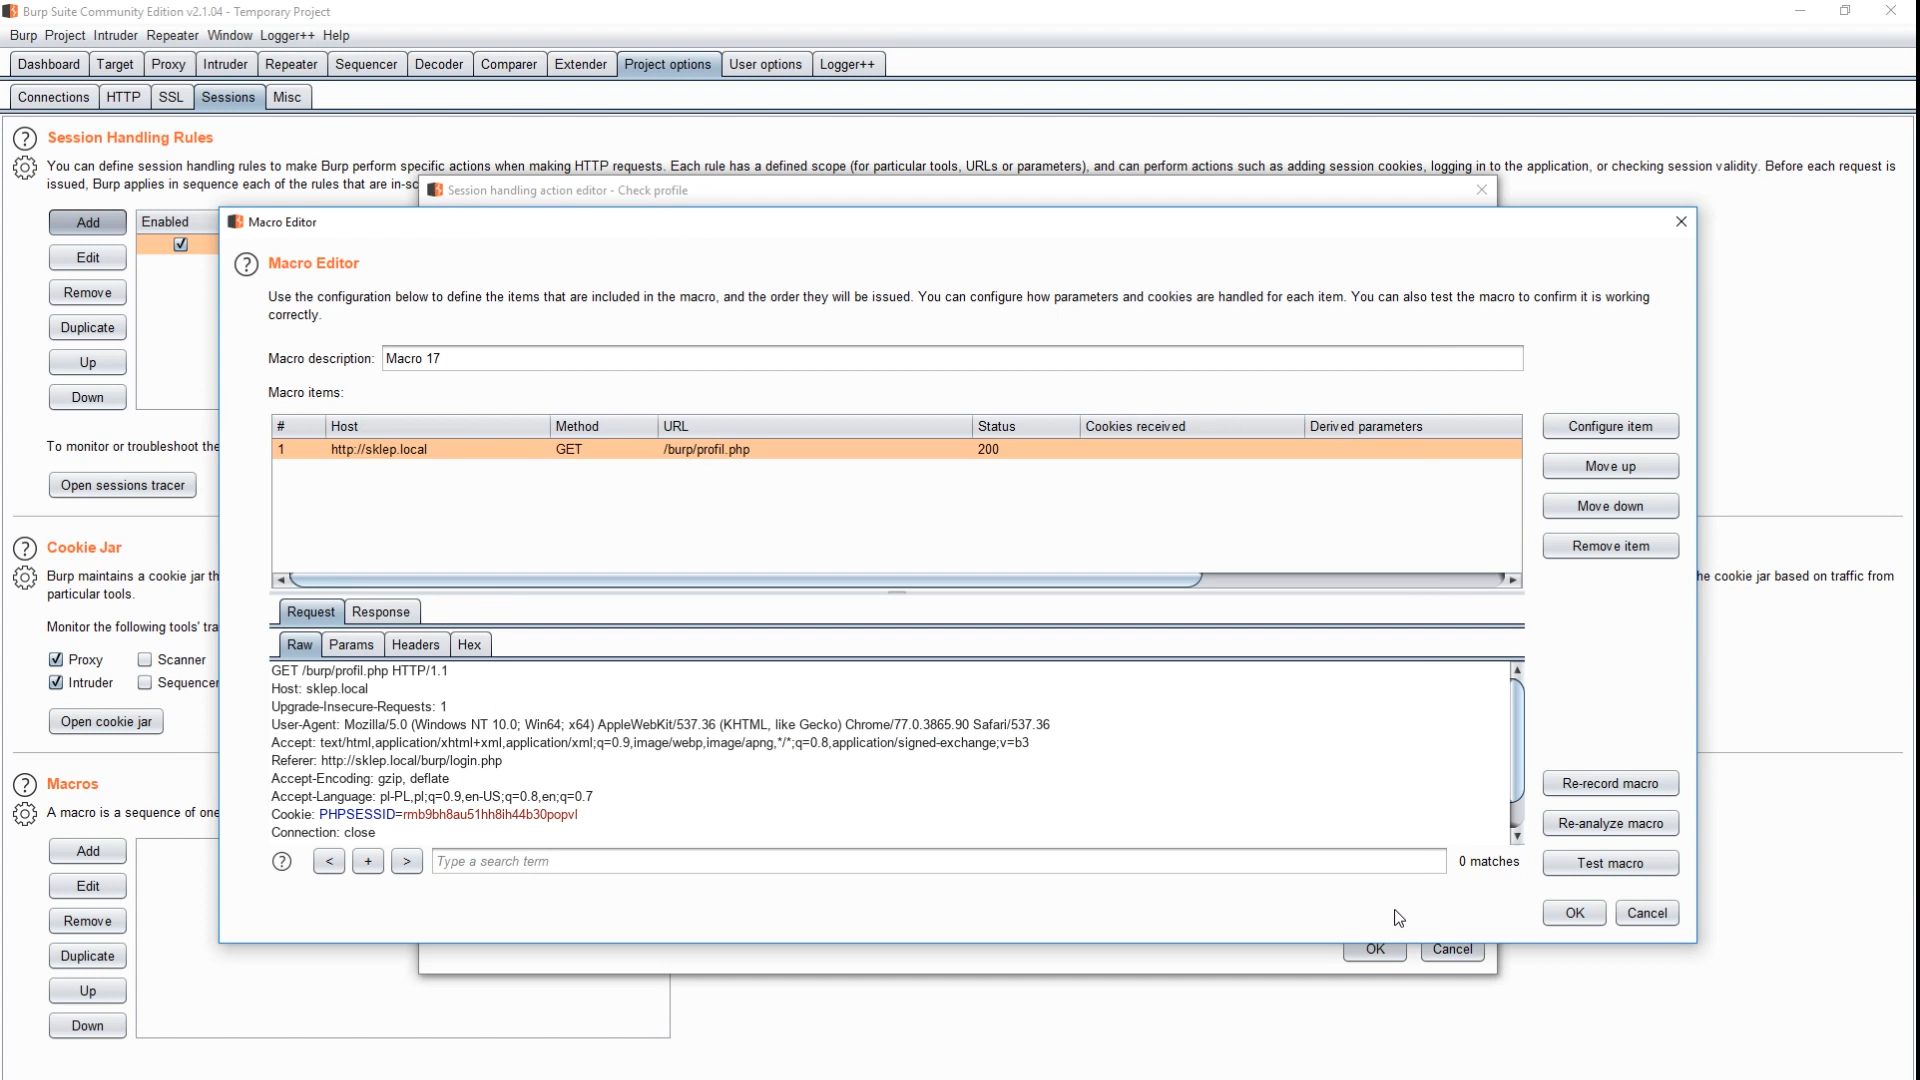 Burp Suite Community Edition v2.1.04 - Temporary Project
Burp Project Intruder Repeater Window Logger++ Help
Dashboard Target Proxy Intruder Repeater Sequencer Decoder Comparer Extender Project options User options Logger++
Connections HTTP SSL Sessions Misc
Session Handling Rules
You can define session handling rules to make Burp perform specific actions when making HTTP requests. Each rule has a defined scope (for particular tools, URLs or parameters), and can perform actions such as adding session cookies, logging in to the application, or checking session validity. Before each request is
issued, Burp applies in sequence each of the rules that are in-sc
Session handling action editor - Check profile
Add
Enabled
Edit
Remove
Duplicate
Up
Down
To monitor or troubleshoot the
Open sessions tracer
Cookie Jar
Burp maintains a cookie jar th
he cookie jar based on traffic from
particular tools.
Monitor the following tools' tra
Proxy Scanner
Intruder Sequencer
Open cookie jar
Macros
A macro is a sequence of one
Add
Edit
Remove
Duplicate
Up
Down
Macro Editor
Macro Editor
Use the configuration below to define the items that are included in the macro, and the order they will be issued. You can configure how parameters and cookies are handled for each item. You can also test the macro to confirm it is working
correctly.
Macro description: Macro 17
Macro items:
# Host Method URL Status Cookies received Derived parameters
1 http://sklep.local GET /burp/profil.php 200
Configure item
Move up
Move down
Remove item
Request Response
Raw Params Headers Hex
GET /burp/profil.php HTTP/1.1
Host: sklep.local
Upgrade-Insecure-Requests: 1
User-Agent: Mozilla/5.0 (Windows NT 10.0; Win64; x64) AppleWebKit/537.36 (KHTML, like Gecko) Chrome/77.0.3865.90 Safari/537.36
Accept: text/html,application/xhtml+xml,application/xml;q=0.9,image/webp,image/apng,*/*;q=0.8,application/signed-exchange;v=b3
Referer: http://sklep.local/burp/login.php
Accept-Encoding: gzip, deflate
Accept-Language: pl-PL,pl;q=0.9,en-US;q=0.8,en;q=0.7
Cookie: PHPSESSID=rmb9bh8au51hh8ih44b30popvl
Connection: close
? < + > Type a search term 0 matches
Re-record macro
Re-analyze macro
Test macro
OK Cancel
OK Cancel